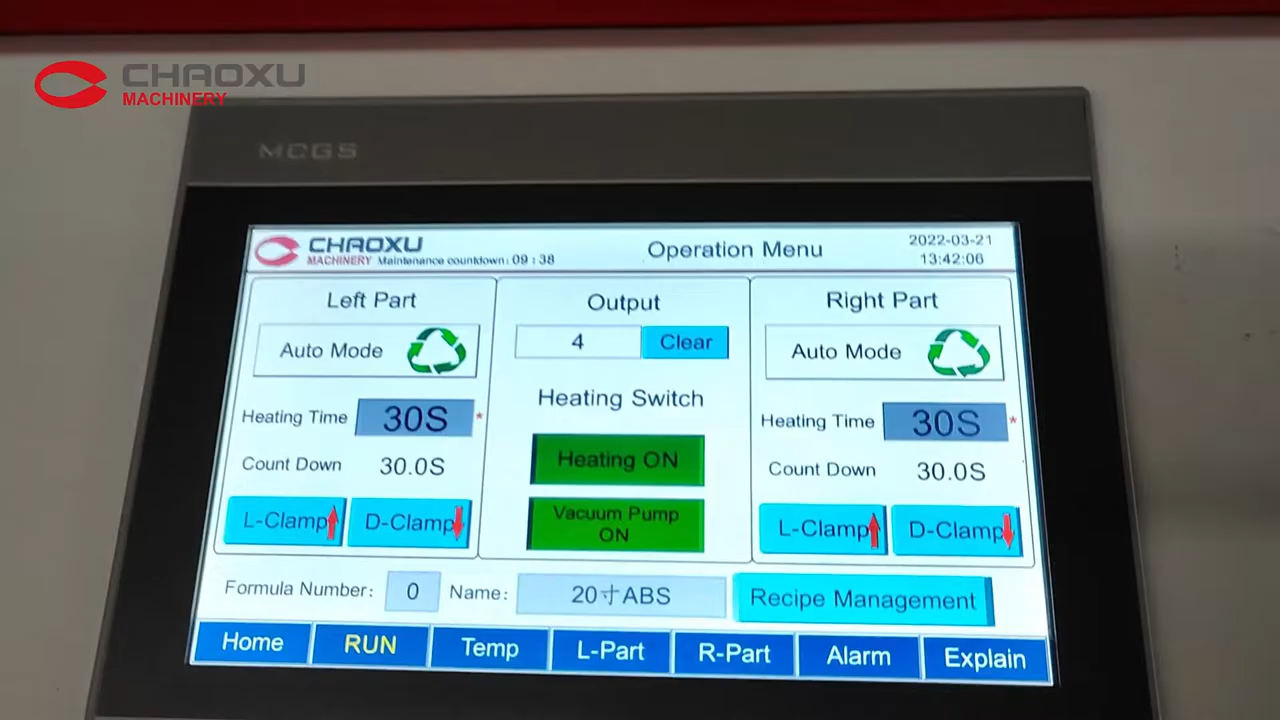 CHAOXU
MACHINERY
MCGS
CHAOXU
MACHINERY Maintenance countdown: 09 : 38
Operation Menu
2022-03-21
13:42:06
Left Part
Auto Mode
Heating Time 30S *
Count Down 30.0S
L-Clamp D-Clamp
Output
4 Clear
Heating Switch
Heating ON
Vacuum Pump
ON
Right Part
Auto Mode
Heating Time 30S *
Count Down 30.0S
L-Clamp D-Clamp
Formula Number: 0 Name: 20寸ABS Recipe Management
Home RUN Temp L-Part R-Part Alarm Explain